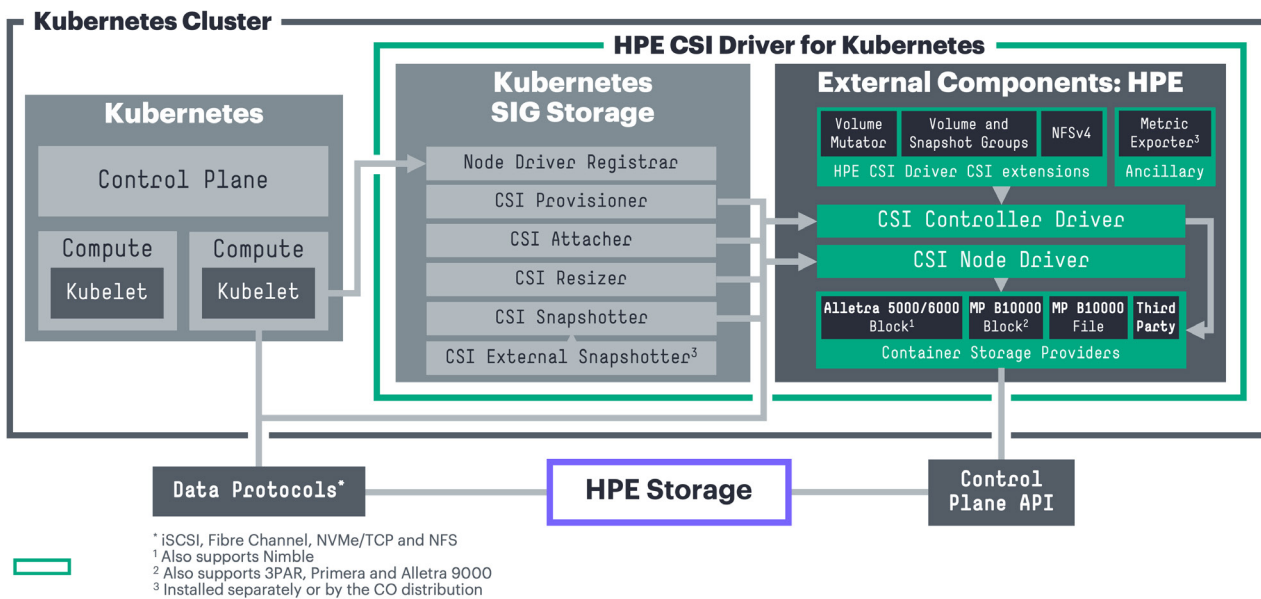 Kubernetes Cluster
HPE CSI Driver for Kubernetes
Kubernetes
Control Plane
Compute
Kubelet
Compute
Kubelet
Kubernetes
SIG Storage
Node Driver Registrar
CSI Provisioner
CSI Attacher
CSI Resizer
CSI Snapshotter
CSI External Snapshotter³
External Components: HPE
Volume
Mutator
Volume and
Snapshot Groups
NFSv4
HPE CSI Driver CSI extensions
Metric
Exporter³
Ancillary
CSI Controller Driver
CSI Node Driver
Alletra 5000/6000
Block¹
MP B10000
Block²
MP B10000
File
Third
Party
Container Storage Providers
Data Protocols*
HPE Storage
Control
Plane API
* iSCSI, Fibre Channel, NVMe/TCP and NFS
¹ Also supports Nimble
² Also supports 3PAR, Primera and Alletra 9000
³ Installed separately or by the CO distribution